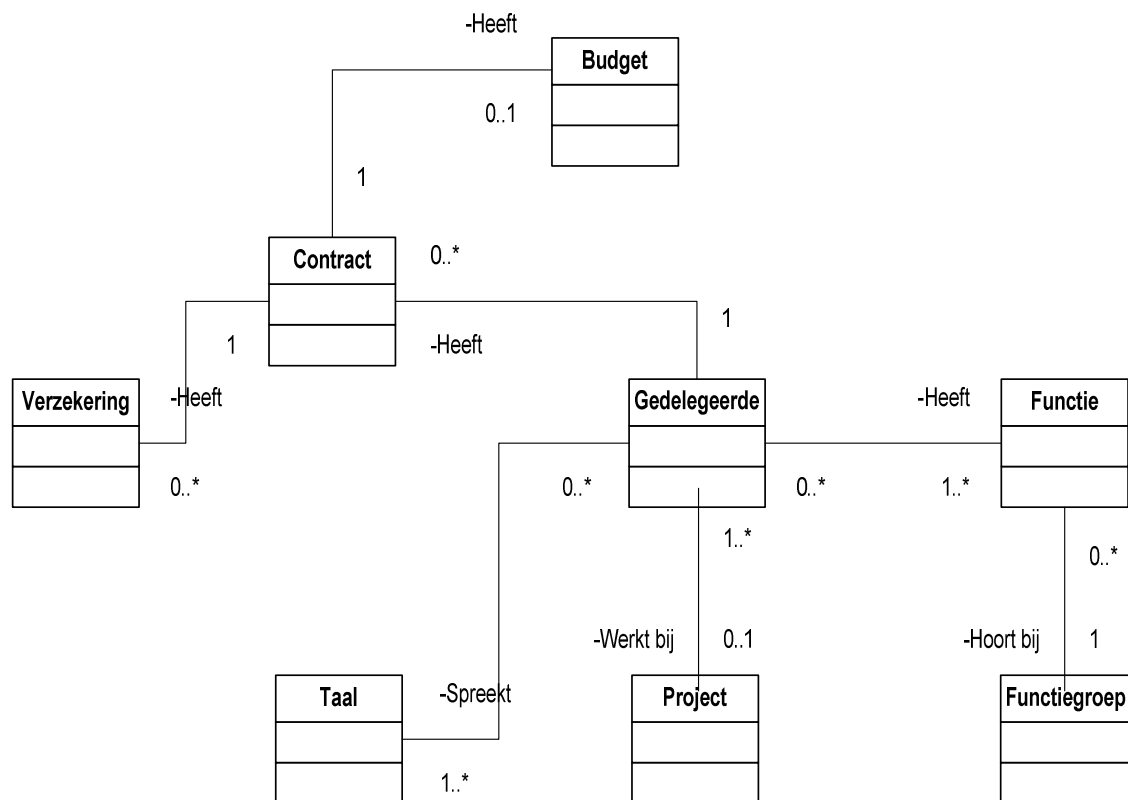 -Heeft
Budget
0..1
1
Contract
0..*
1
1
-Heeft
Verzekering
-Heeft
Gedelegeerde
-Heeft
Functie
0..*
0..*
0..*
1..*
1..*
0..*
-Werkt bij
0..1
-Hoort bij
1
Taal
-Spreekt
Project
Functiegroep
1..*